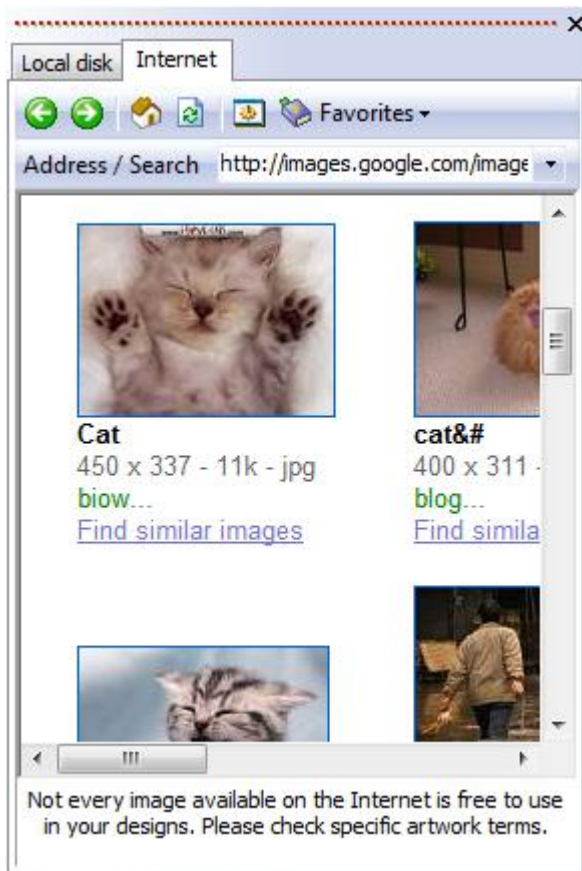 Local disk Internet
Favorites
Address / Search http://images.google.com/image
Cat cat&#
450 x 337 - 11k - jpg 400 x 311 -
biow... blog...
Find similar images Find simila
Not every image available on the Internet is free to use
in your designs. Please check specific artwork terms.